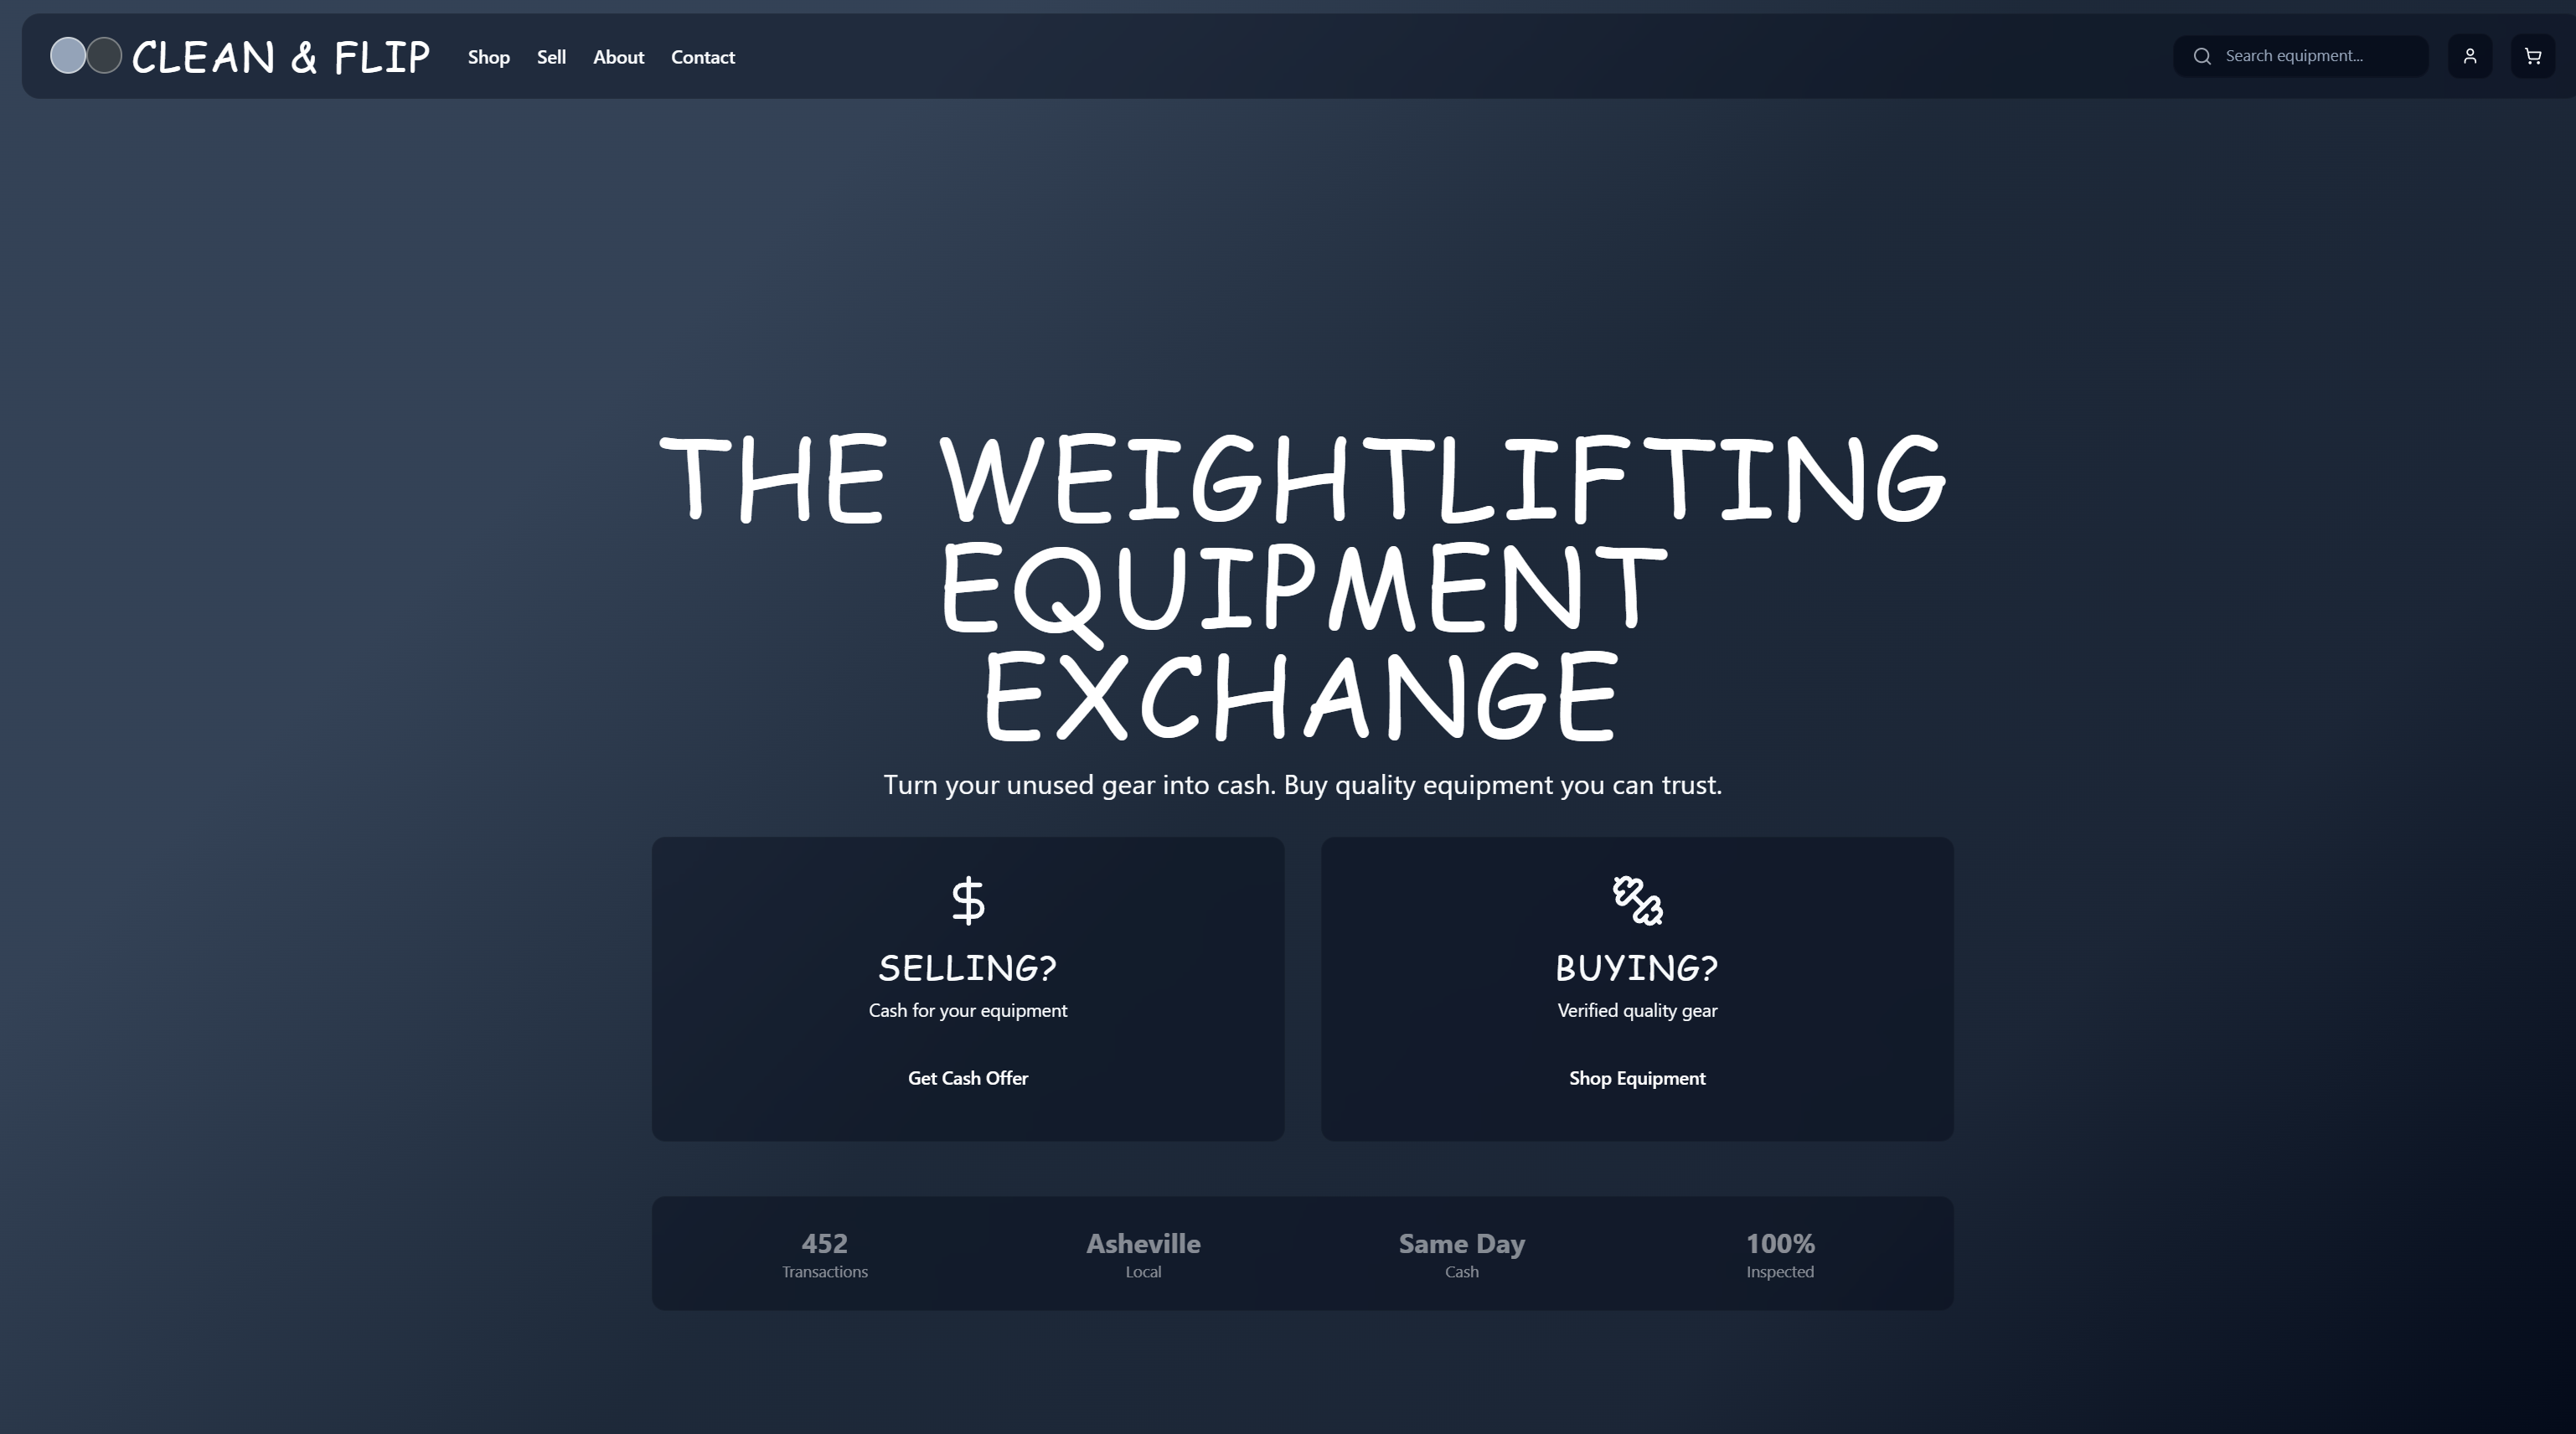 CLEAN & FLIP
Shop Sell About Contact
Search equipment...
THE WEIGHTLIFTING
EQUIPMENT
EXCHANGE
Turn your unused gear into cash. Buy quality equipment you can trust.
$
SELLING?
Cash for your equipment
Get Cash Offer
BUYING?
Verified quality gear
Shop Equipment
452
Transactions
Asheville
Local
Same Day
Cash
100%
Inspected